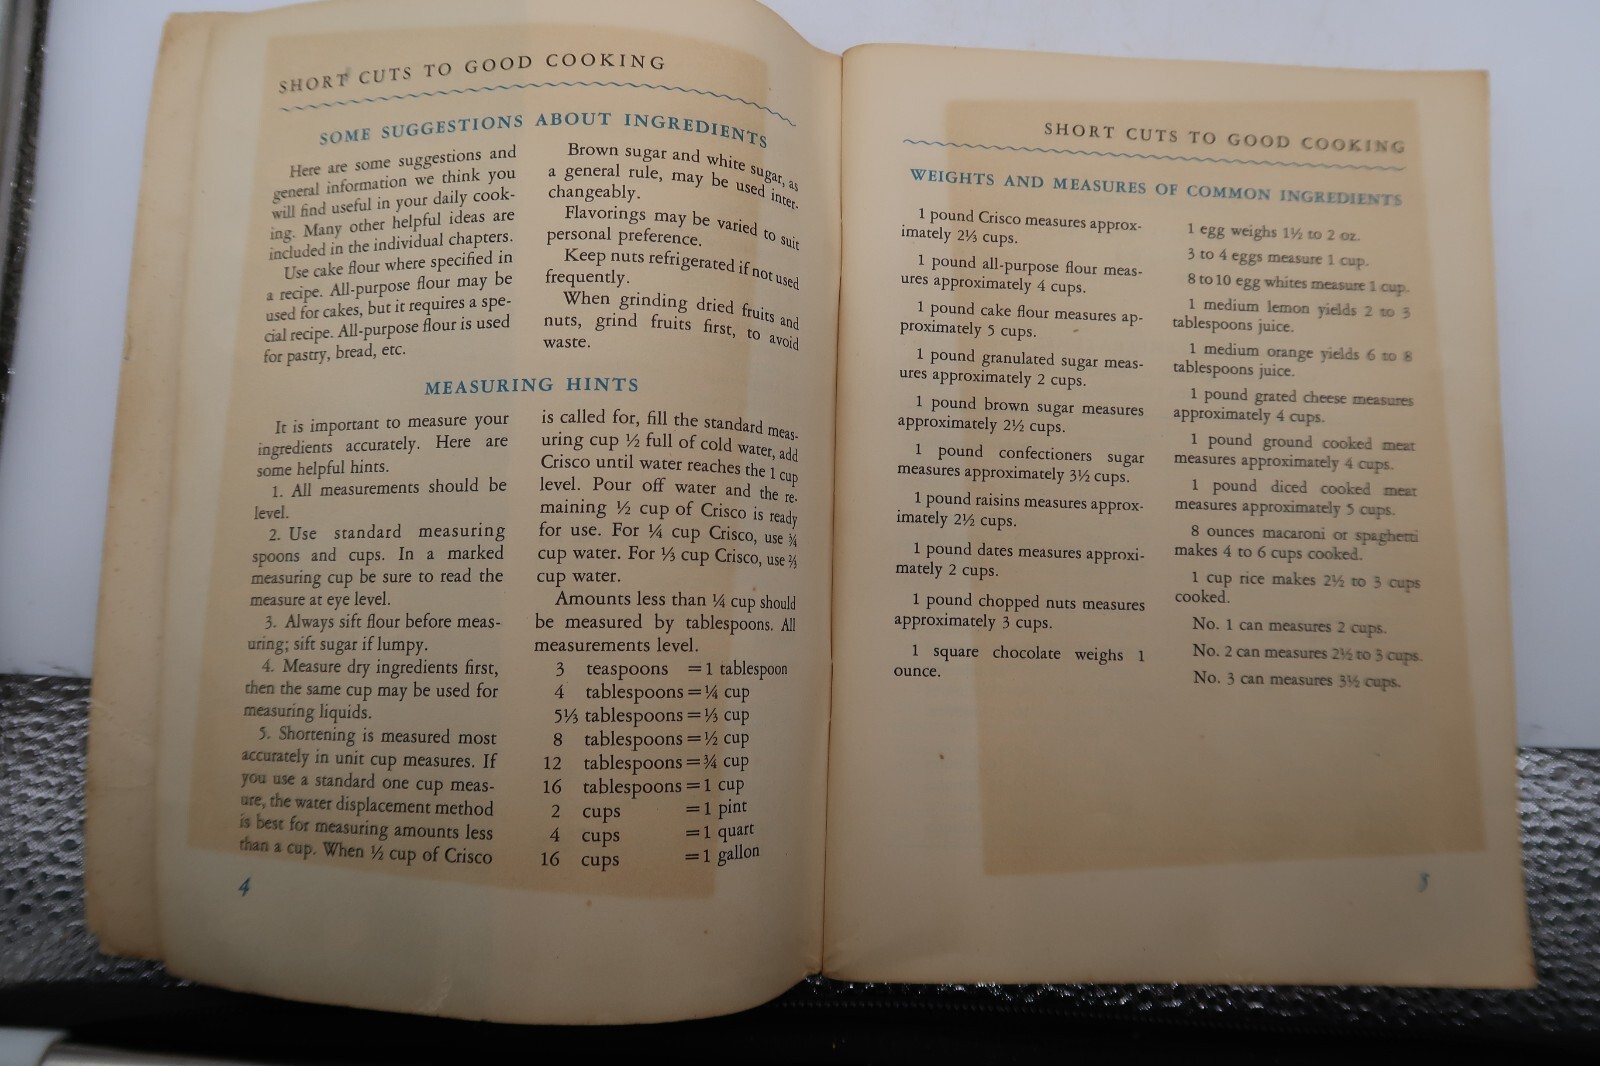 SHORT CUTS TO GOOD COOKING
SOME SUGGESTIONS ABOUT INGREDIENTS
Here are some suggestions and
general information we think you
will find useful in your daily cook-
ing. Many other helpful ideas are
included in the individual chapters.
Use cake flour where specified in
a recipe. All-purpose flour may be
used for cakes, but it requires a spe-
cial recipe. All-purpose flour is used
for pastry, bread, etc.
Brown sugar and white sugar, as
a general rule, may be used inter-
changeably.
Flavorings may be varied to suit
personal preference.
Keep nuts refrigerated if not used
frequently.
When grinding dried fruits and
nuts, grind fruits first, to avoid
waste.
MEASURING HINTS
It is important to measure your
ingredients accurately. Here are
some helpful hints.
1. All measurements should be
level.
2. Use standard measuring
spoons and cups. In a marked
measuring cup be sure to read the
measure at eye level.
3. Always sift flour before meas-
uring; sift sugar if lumpy.
4. Measure dry ingredients first,
then the same cup may be used for
measuring liquids.
5. Shortening is measured most
accurately in unit cup measures. If
you use a standard one cup meas-
ure, the water displacement method
is best for measuring amounts less
than a cup. When ½ cup of Crisco
is called for, fill the standard meas-
uring cup ½ full of cold water, add
Crisco until water reaches the 1 cup
level. Pour off water and the re-
maining ½ cup of Crisco is ready
for use. For ¼ cup Crisco, use ¾
cup water. For ⅓ cup Crisco, use ⅔
cup water.
Amounts less than ¼ cup should
be measured by tablespoons. All
measurements level.
3 teaspoons = 1 tablespoon
4 tablespoons = ¼ cup
5⅓ tablespoons = ⅓ cup
8 tablespoons = ½ cup
12 tablespoons = ¾ cup
16 tablespoons = 1 cup
2 cups = 1 pint
4 cups = 1 quart
16 cups = 1 gallon
4
SHORT CUTS TO GOOD COOKING
WEIGHTS AND MEASURES OF COMMON INGREDIENTS
1 pound Crisco measures approx-
imately 2⅓ cups.
1 pound all-purpose flour meas-
ures approximately 4 cups.
1 pound cake flour measures ap-
proximately 5 cups.
1 pound granulated sugar meas-
ures approximately 2 cups.
1 pound brown sugar measures
approximately 2½ cups.
1 pound confectioners sugar
measures approximately 3½ cups.
1 pound raisins measures approx-
imately 2½ cups.
1 pound dates measures approxi-
mately 2 cups.
1 pound chopped nuts measures
approximately 3 cups.
1 square chocolate weighs 1
ounce.
1 egg weighs 1½ to 2 oz.
3 to 4 eggs measure 1 cup.
8 to 10 egg whites measure 1 cup.
1 medium lemon yields 2 to 3
tablespoons juice.
1 medium orange yields 6 to 8
tablespoons juice.
1 pound grated cheese measures
approximately 4 cups.
1 pound ground cooked meat
measures approximately 4 cups.
1 pound diced cooked meat
measures approximately 5 cups.
8 ounces macaroni or spaghetti
makes 4 to 6 cups cooked.
1 cup rice makes 2½ to 3 cups
cooked.
No. 1 can measures 2 cups.
No. 2 can measures 2½ to 3 cups.
No. 3 can measures 3½ cups.
5